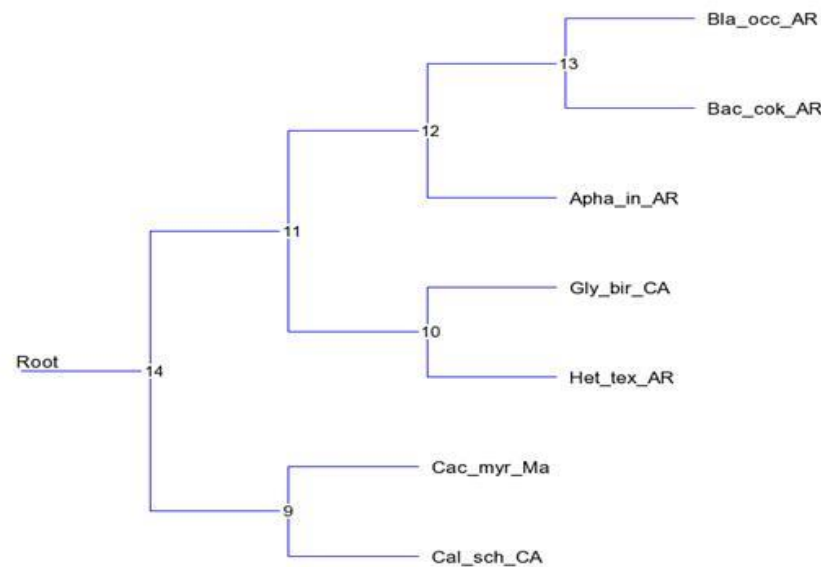 Bla_occ_AR
13
Bac_cok_AR
12
Apha_in_AR
11
Gly_bir_CA
10
Het_tex_AR
Root
14
Cac_myr_Ma
9
Cal_sch_CA